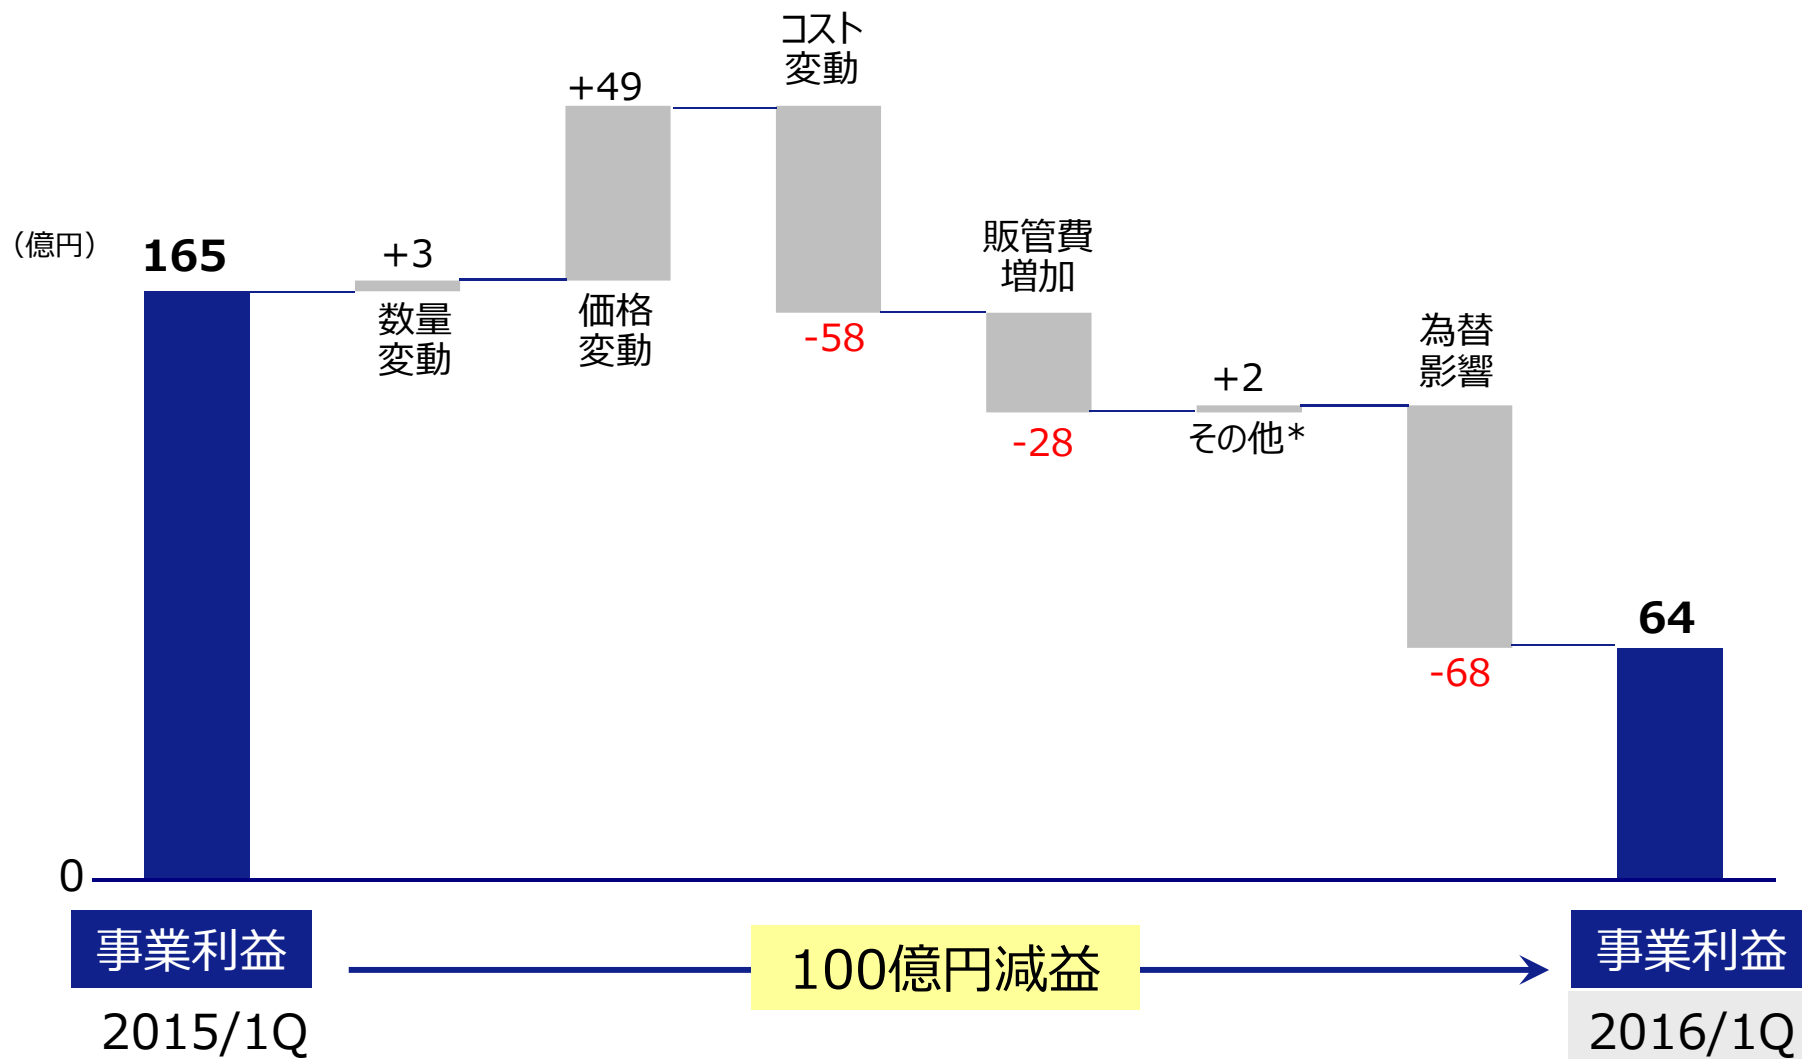 （億円）
165
+3
数量
変動
+49
価格
変動
コスト
変動
-58
販管費
増加
-28
+2
その他*
為替
影響
-68
64
0
事業利益
2015/1Q
100億円減益
事業利益
2016/1Q